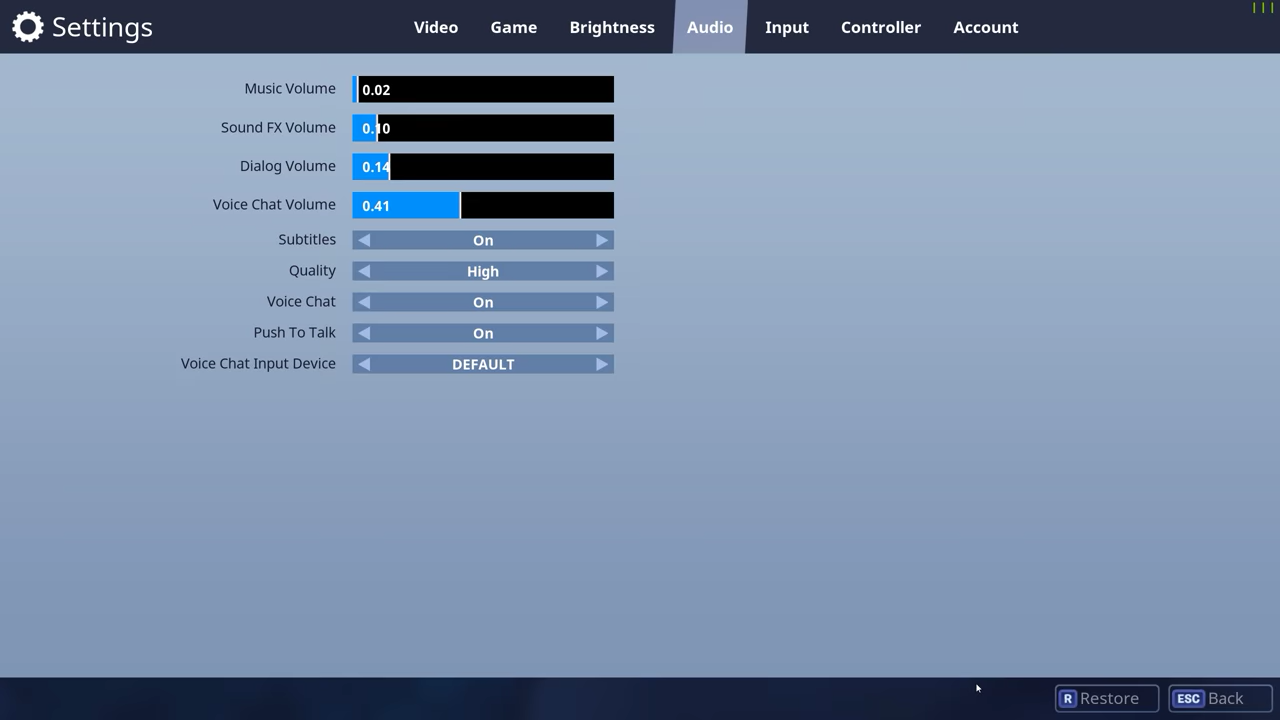 Settings
Video Game Brightness Audio Input Controller Account
Music Volume 0.02
Sound FX Volume 0.10
Dialog Volume 0.14
Voice Chat Volume 0.41
Subtitles On
Quality High
Voice Chat On
Push To Talk On
Voice Chat Input Device DEFAULT
R Restore ESC Back